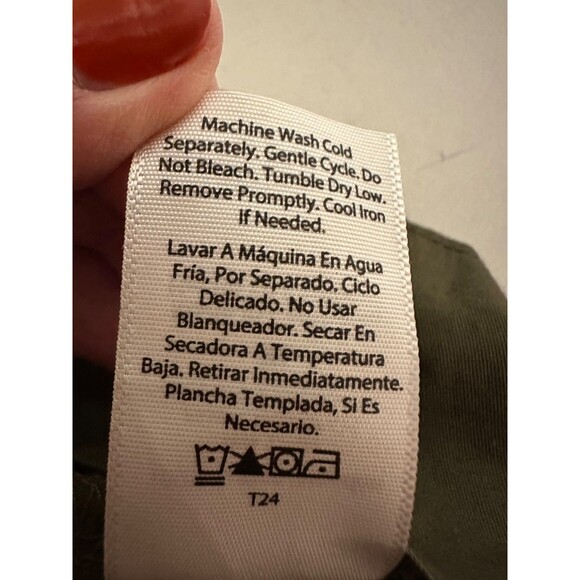 Machine Wash Cold
Separately. Gentle Cycle. Do
Not Bleach. Tumble Dry Low.
Remove Promptly. Cool Iron
If Needed.
Lavar A Máquina En Agua
Fría, Por Separado. Ciclo
Delicado. No Usar
Blanqueador. Secar En
Secadora A Temperatura
Baja. Retirar Inmediatamente.
Plancha Templada, Si Es
Necesario.
T24